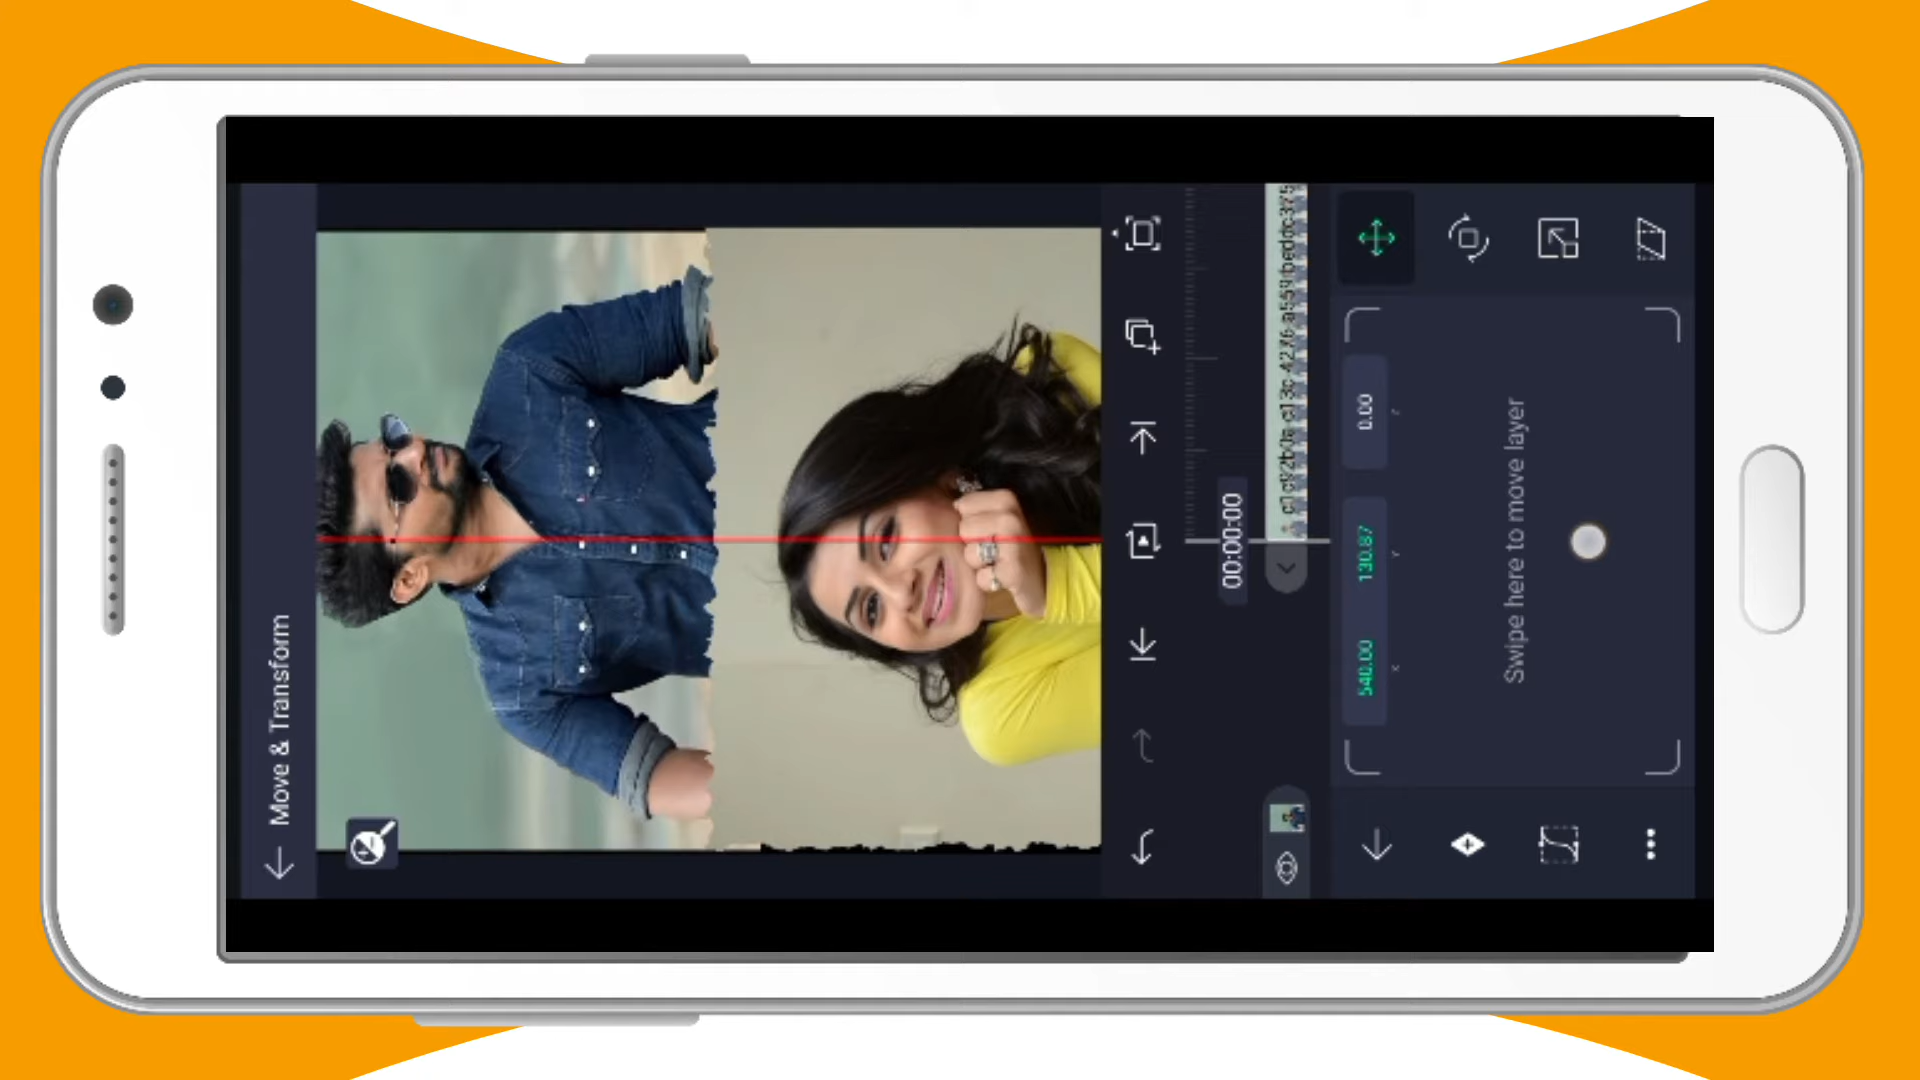 Move & Transform
00:00:00
540.00
130.87
0.00
x
y
z
Swipe here to move layer